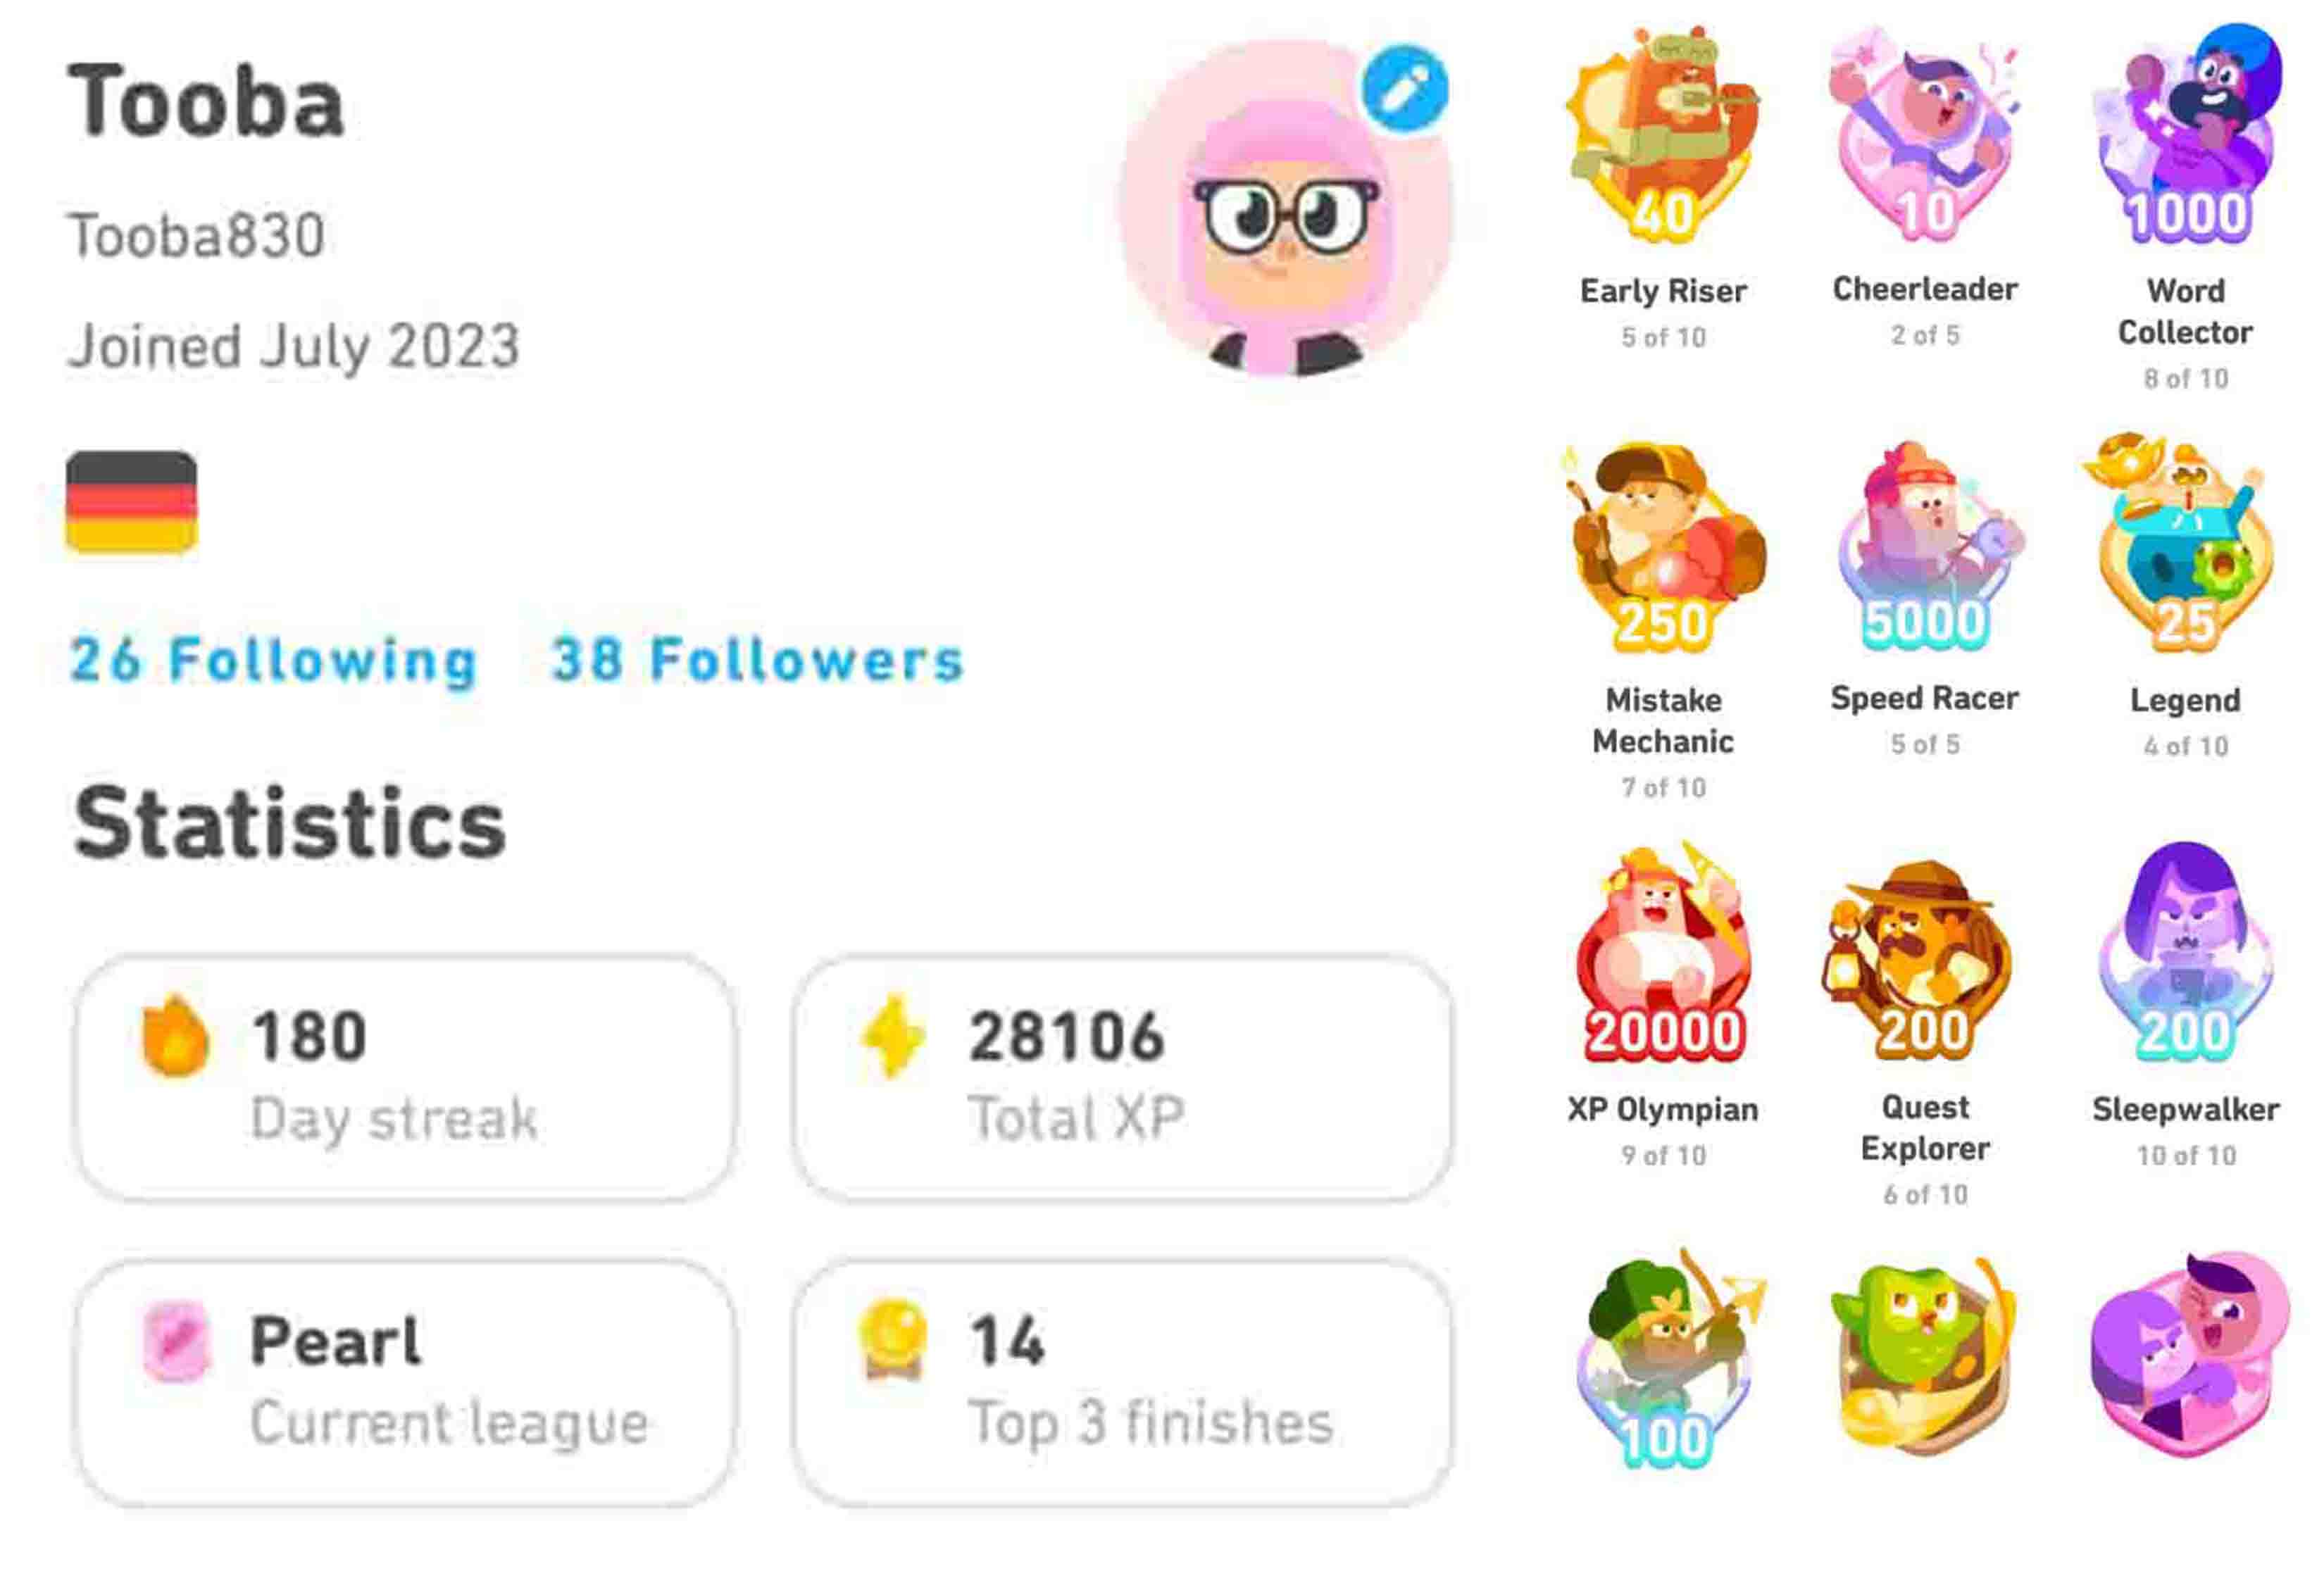 Tooba
Tooba830
Joined July 2023
26 Following 38 Followers
Statistics
180
Day streak
28106
Total XP
Pearl
Current league
14
Top 3 finishes
40
10
1000
Early Riser
Cheerleader
Word
Collector
5 of 10
2 of 5
8 of 10
250
5000
25
Mistake
Mechanic
Speed Racer
Legend
7 of 10
5 of 5
4 of 10
20000
200
200
XP Olympian
Quest
Explorer
Sleepwalker
9 of 10
6 of 10
10 of 10
100